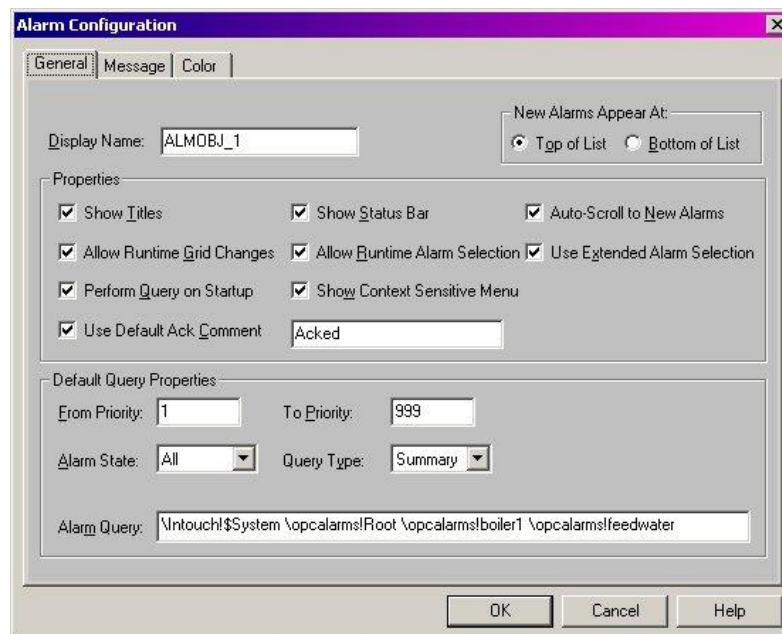 Alarm Configuration
General Message Color
New Alarms Appear At:
Display Name: ALMOBJ_1 Top of List Bottom of List
Properties
Show Titles Show Status Bar Auto-Scroll to New Alarms
Allow Runtime Grid Changes Allow Runtime Alarm Selection Use Extended Alarm Selection
Perform Query on Startup Show Context Sensitive Menu
Use Default Ack Comment Acked
Default Query Properties
From Priority: 1 To Priority: 999
Alarm State: All Query Type: Summary
Alarm Query: \Intouch!$System \opcalarms!Root \opcalarms!boiler1 \opcalarms!feedwater
OK Cancel Help